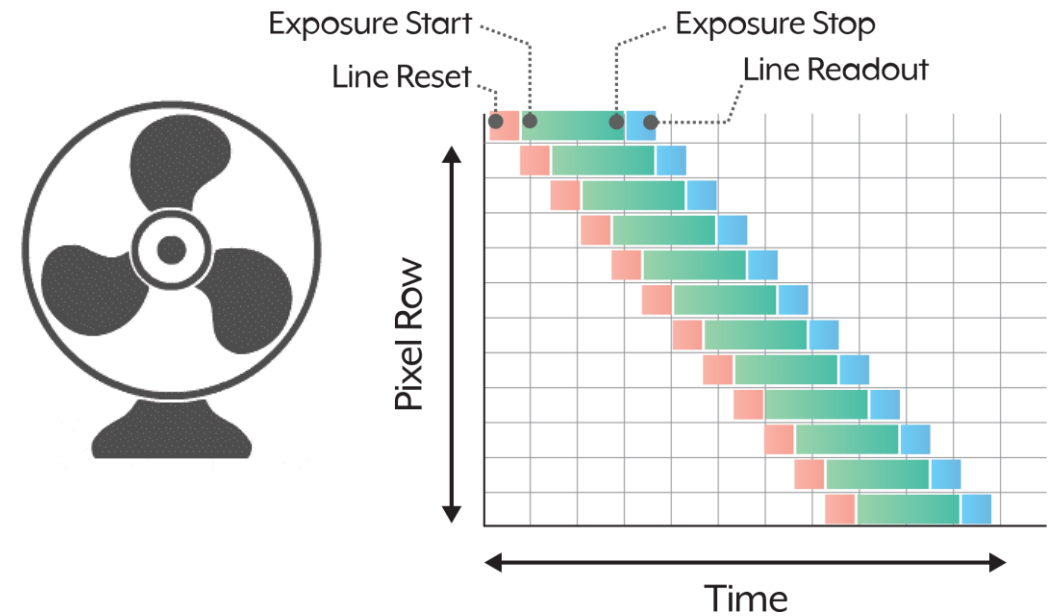 Exposure Start
Exposure Stop
Line Reset
Line Readout
Pixel Row
Time